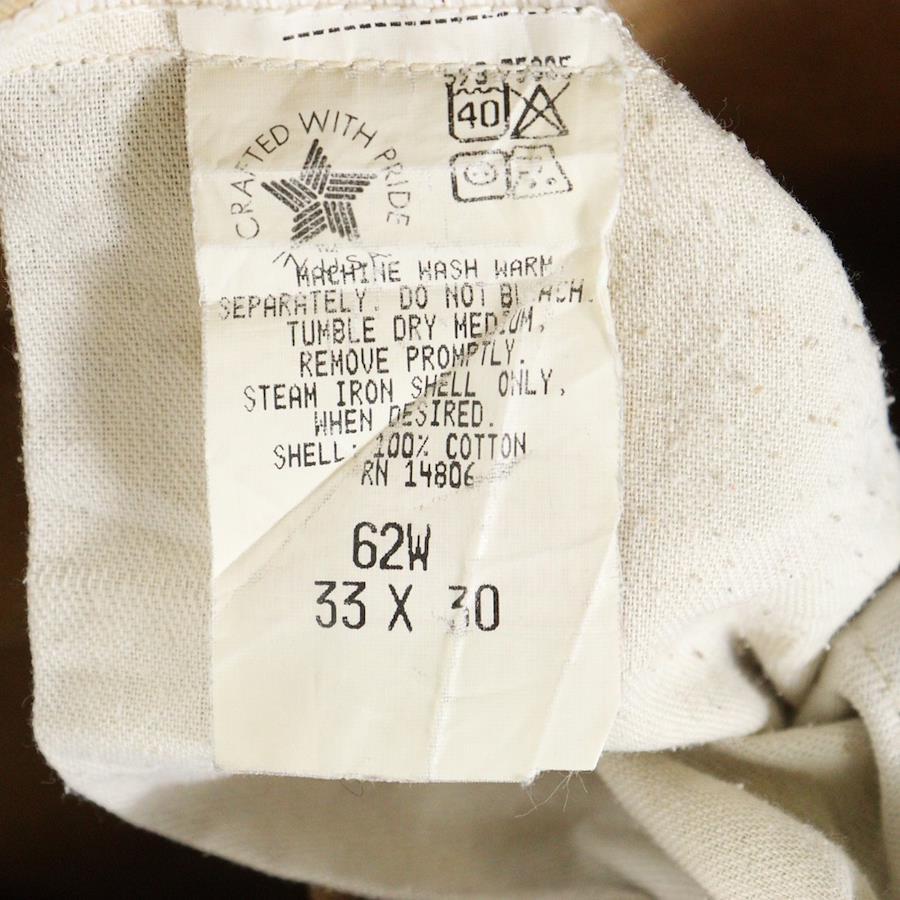 CRAFTED WITH PRIDE
40
MACHINE WASH WARM
SEPARATELY. DO NOT BLEACH.
TUMBLE DRY MEDIUM,
REMOVE PROMPTLY.
STEAM IRON SHELL ONLY,
WHEN DESIRED.
SHELL: 100% COTTON
RN 14806
62W
33 X 30